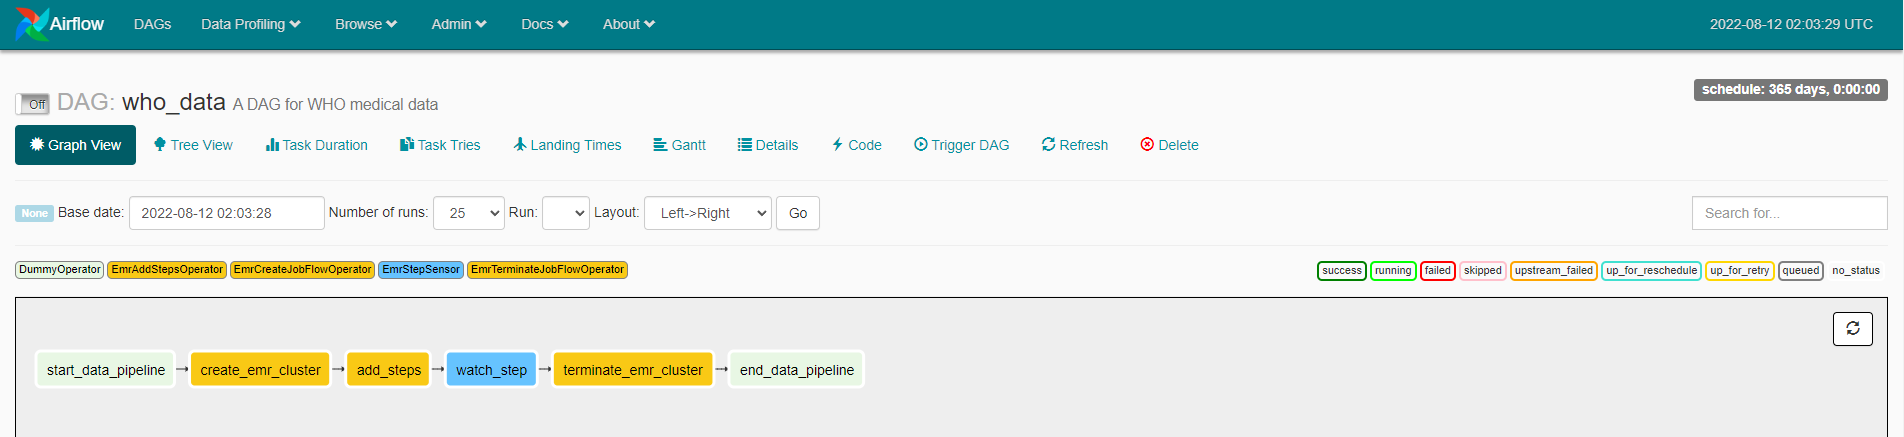 Airflow DAGs Data Profiling Browse Admin Docs About 2022-08-12 02:03:29 UTC
Off DAG: who_data A DAG for WHO medical data schedule: 365 days, 0:00:00
Graph View Tree View Task Duration Task Tries Landing Times Gantt Details Code Trigger DAG Refresh Delete
None Base date: 2022-08-12 02:03:28 Number of runs: 25 Run: Layout: Left->Right Go Search for...
DummyOperator EmrAddStepsOperator EmrCreateJobFlowOperator EmrStepSensor EmrTerminateJobFlowOperator success running failed skipped upstream_failed up_for_reschedule up_for_retry queued no_status
start_data_pipeline create_emr_cluster add_steps watch_step terminate_emr_cluster end_data_pipeline